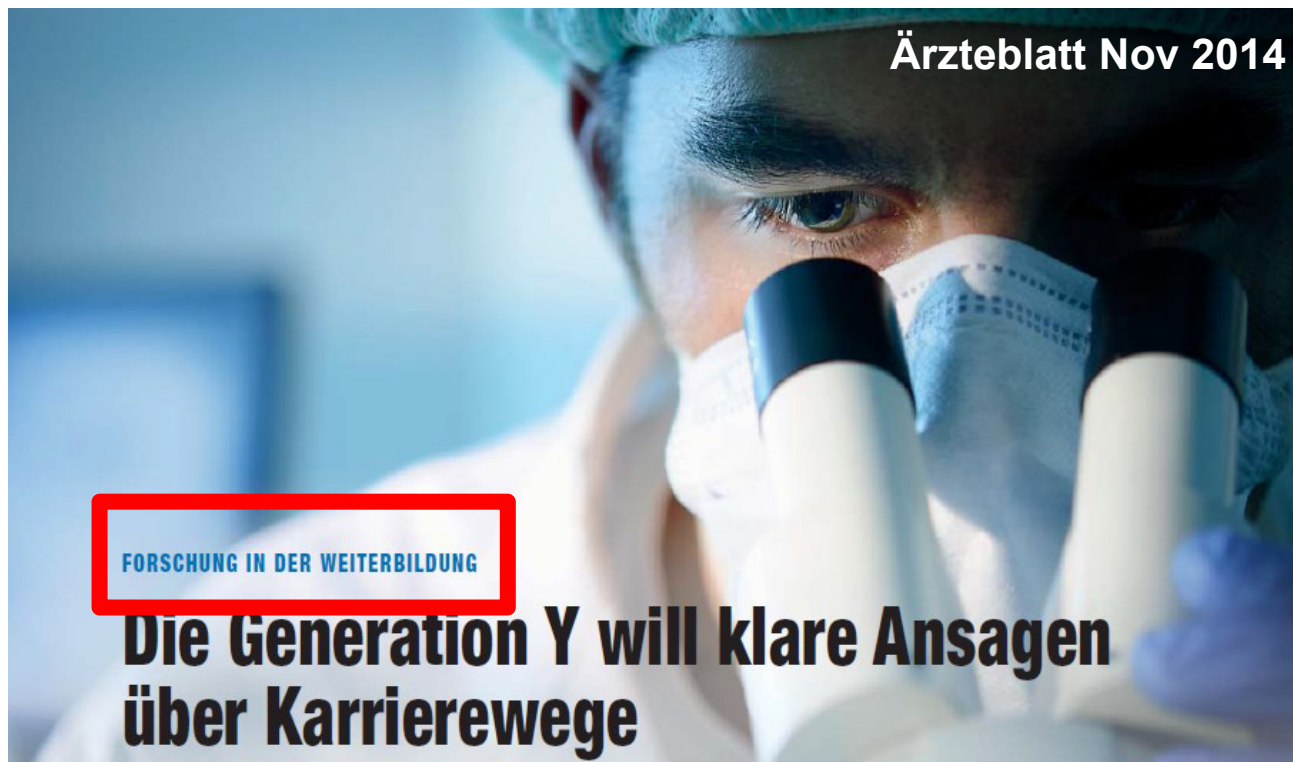 Ärzteblatt Nov 2014
FORSCHUNG IN DER WEITERBILDUNG
Die Generation Y will klare Ansagen
über Karrierewege